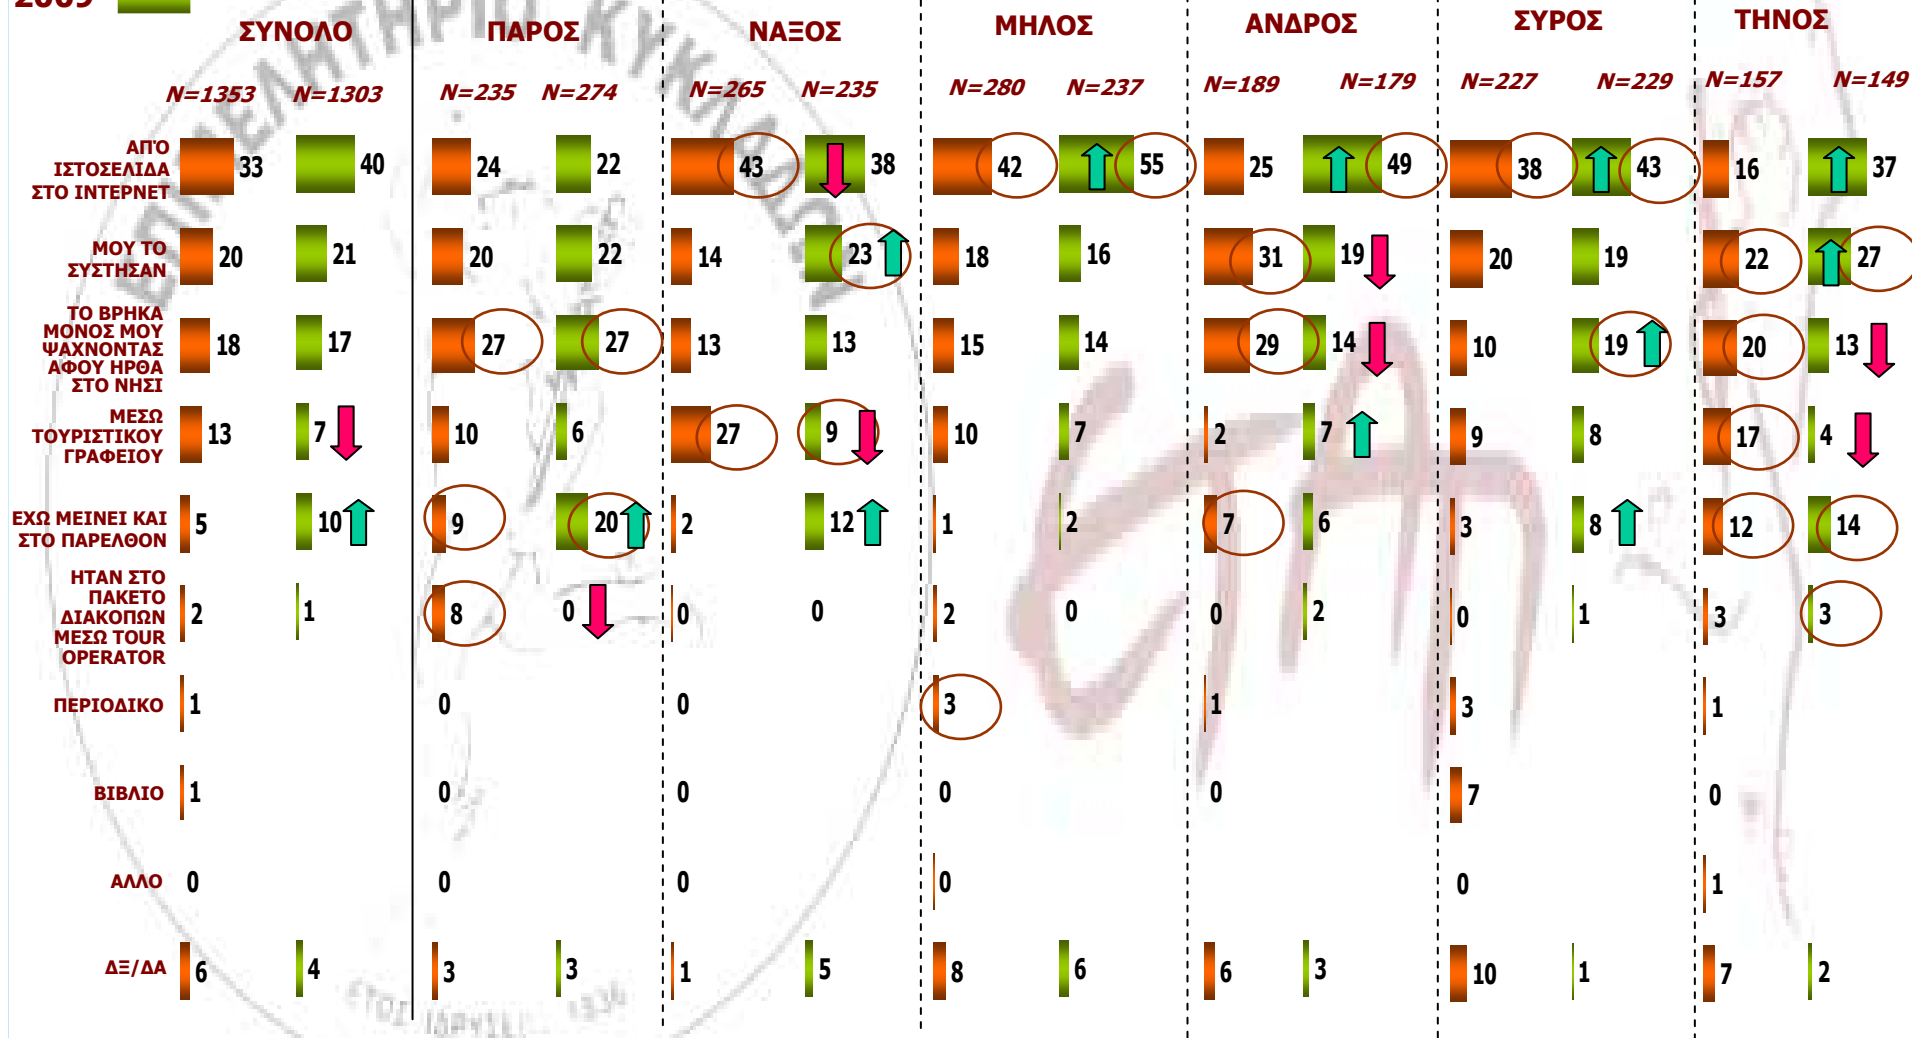 2009
ΣΥΝΟΛΟ ΠΑΡΟΣ ΝΑΞΟΣ ΜΗΛΟΣ ΑΝΔΡΟΣ ΣΥΡΟΣ ΤΗΝΟΣ
N=1353 N=1303 N=235 N=274 N=265 N=235 N=280 N=237 N=189 N=179 N=227 N=229 N=157 N=149
ΑΠΌ
ΙΣΤΟΣΕΛΙΔΑ
ΣΤΟ INTERNET
33 40 24 22 43 38 42 55 25 49 38 43 16 37
ΜΟΥ ΤΟ
ΣΥΣΤΗΣΑΝ
20 21 20 22 14 23 18 16 31 19 20 19 22 27
ΤΟ ΒΡΗΚΑ
ΜΟΝΟΣ ΜΟΥ
ΨΑΧΝΟΝΤΑΣ
ΑΦΟΥ ΗΡΘΑ
ΣΤΟ ΝΗΣΙ
18 17 27 27 13 13 15 14 29 14 10 19 20 13
ΜΕΣΩ
ΤΟΥΡΙΣΤΙΚΟΥ
ΓΡΑΦΕΙΟΥ
13 7 10 6 27 9 10 7 2 7 9 8 17 4
ΕΧΩ ΜΕΙΝΕΙ ΚΑΙ
ΣΤΟ ΠΑΡΕΛΘΟΝ
5 10 9 20 2 12 1 2 7 6 3 8 12 14
ΗΤΑΝ ΣΤΟ
ΠΑΚΕΤΟ
ΔΙΑΚΟΠΩΝ
ΜΕΣΩ TOUR
OPERATOR
2 1 8 0 0 0 2 0 0 2 0 1 3 3
ΠΕΡΙΟΔΙΚΟ 1 0 0 3 1 3 1
ΒΙΒΛΙΟ 1 0 0 0 0 7 0
ΑΛΛΟ 0 0 0 0 0 1
ΔΞ/ΔΑ 6 4 3 3 1 5 8 6 6 3 10 1 7 2
ΕΠΙΜΕΛΗΤΗΡΙΟ ΚΥΚΛΑΔΩΝ